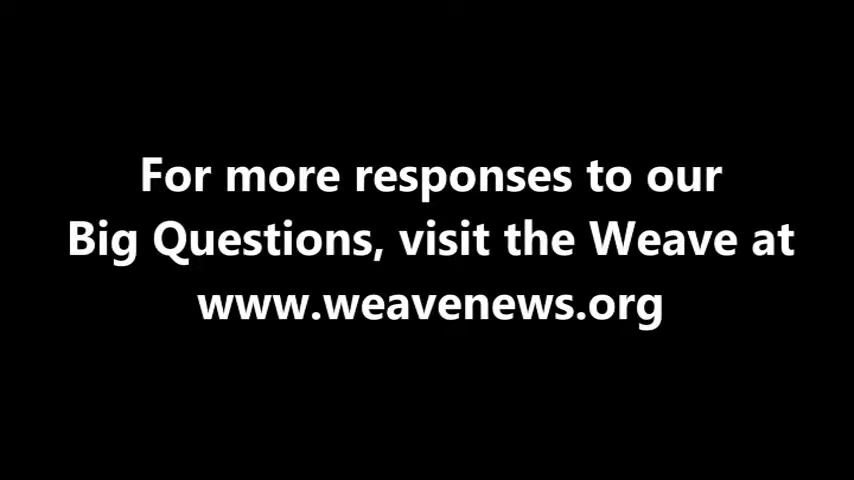 For more responses to our
Big Questions, visit the Weave at
www.weavenews.org